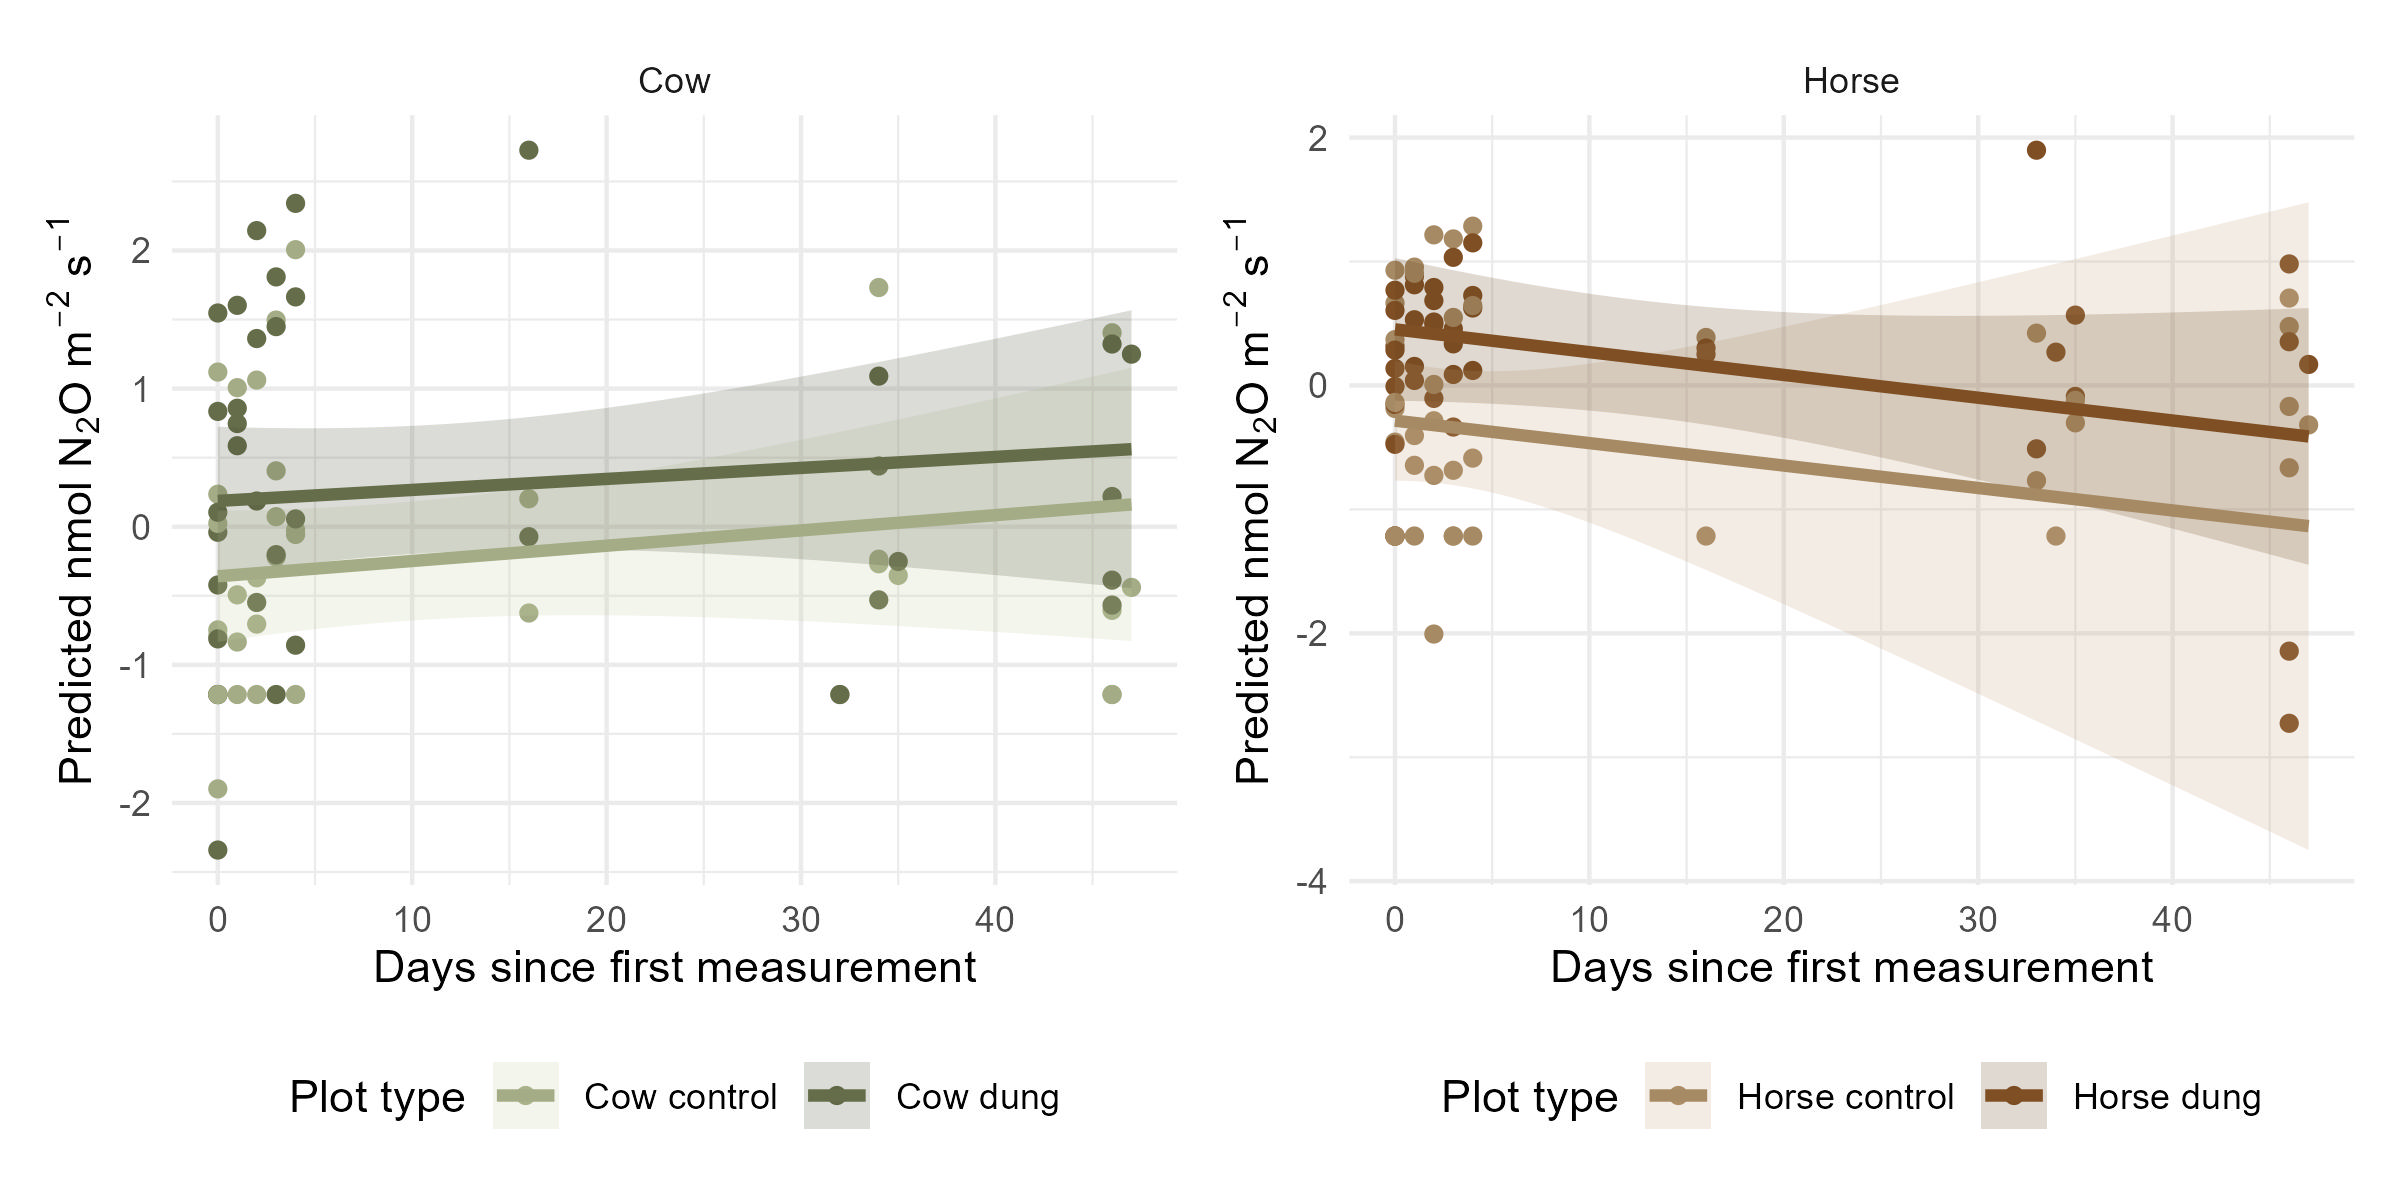 Cow
Predicted nmol N₂O m⁻² s⁻¹
2
1
0
-1
-2
0 10 20 30 40
Days since first measurement
Plot type Cow control Cow dung
Horse
Predicted nmol N₂O m⁻² s⁻¹
2
0
-2
-4
0 10 20 30 40
Days since first measurement
Plot type Horse control Horse dung